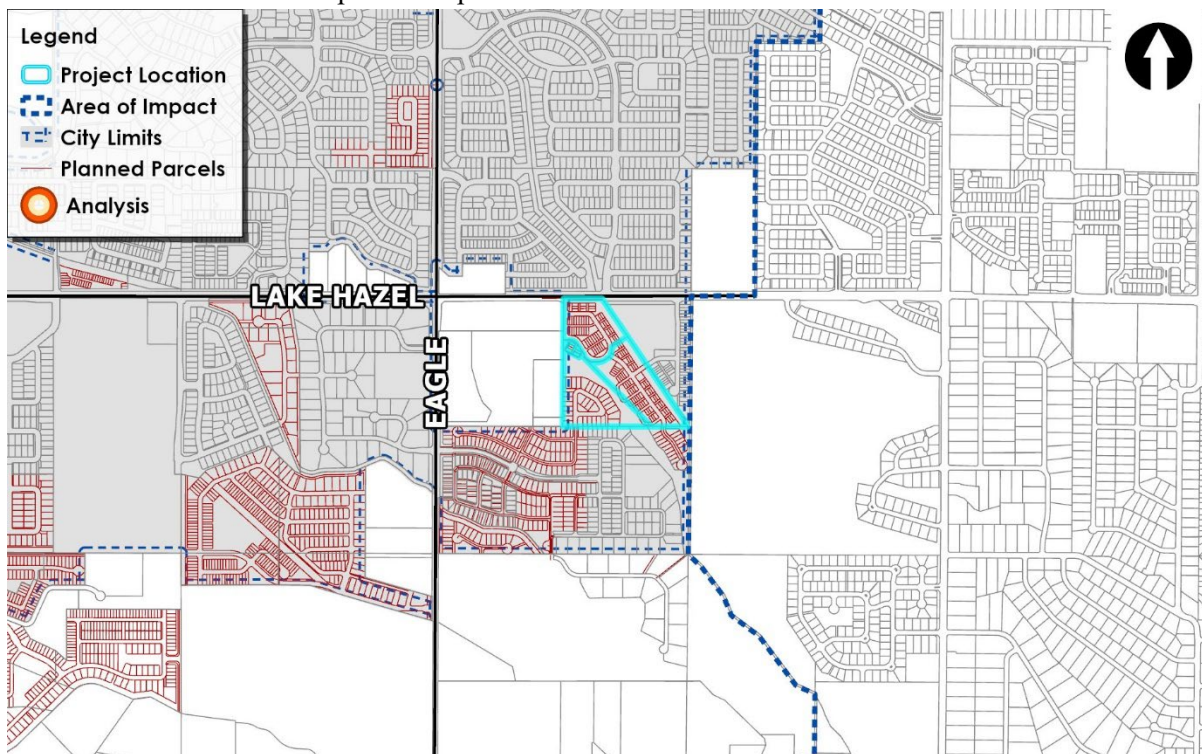 Legend
Project Location
Area of Impact
City Limits
Planned Parcels
Analysis
LAKE HAZEL
EAGLE